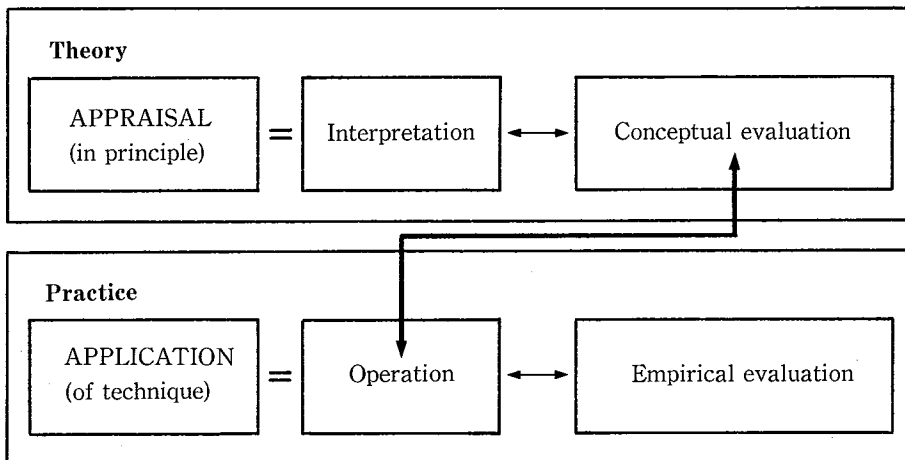 Theory
APPRAISAL
(in principle)
=
Interpretation
Conceptual evaluation
Practice
APPLICATION
(of technique)
=
Operation
Empirical evaluation